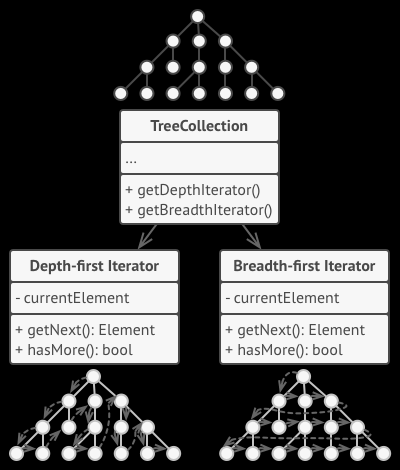 TreeCollection
...
+ getDepthIterator()
+ getBreadthIterator()
Depth-first Iterator
- currentElement
+ getNext(): Element
+ hasMore(): bool
Breadth-first Iterator
- currentElement
+ getNext(): Element
+ hasMore(): bool